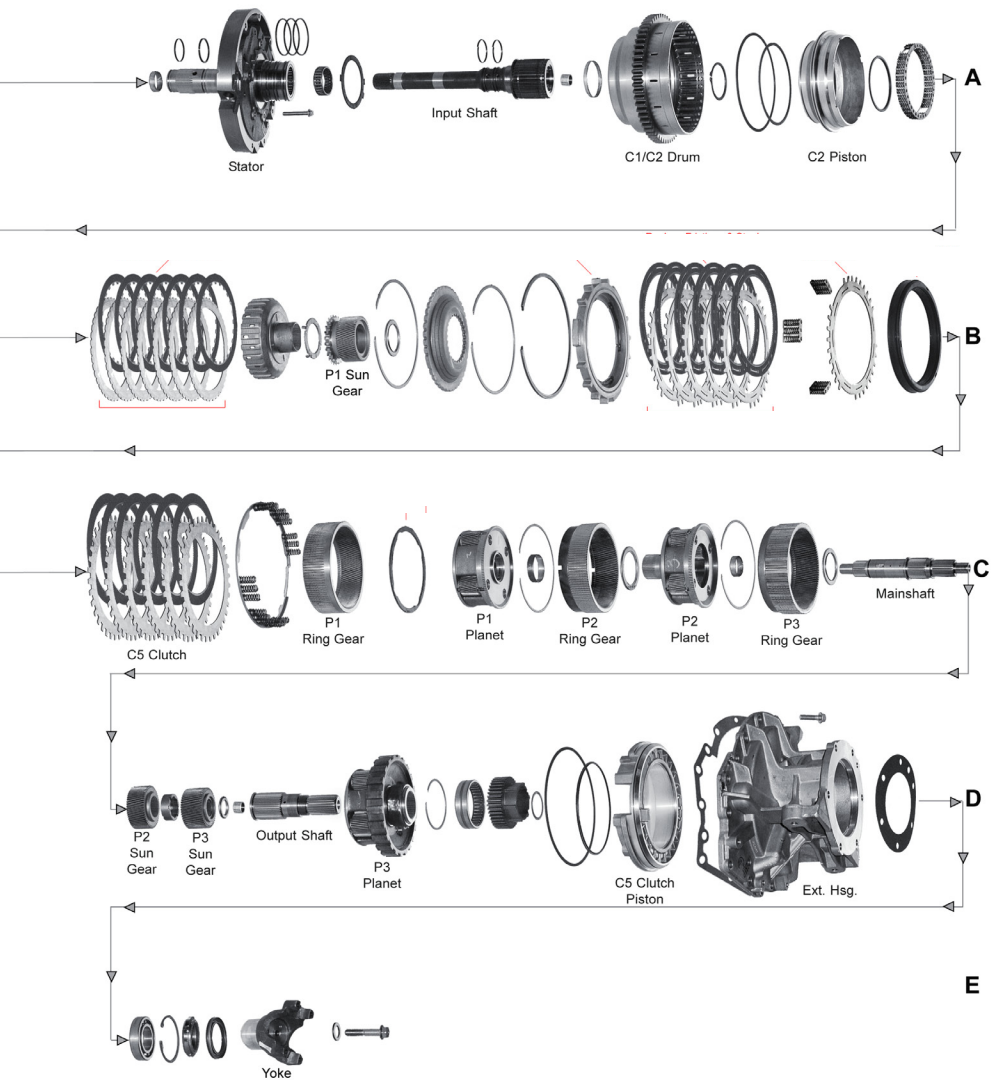 A
Input Shaft
Stator
C1/C2 Drum
C2 Piston
B
P1 Sun
Gear
C
Mainshaft
P1
Ring Gear
P1
Planet
P2
Ring Gear
P2
Planet
P3
Ring Gear
C5 Clutch
D
P2
Sun
Gear
P3
Sun
Gear
Output Shaft
P3
Planet
C5 Clutch
Piston
Ext. Hsg.
E
Yoke